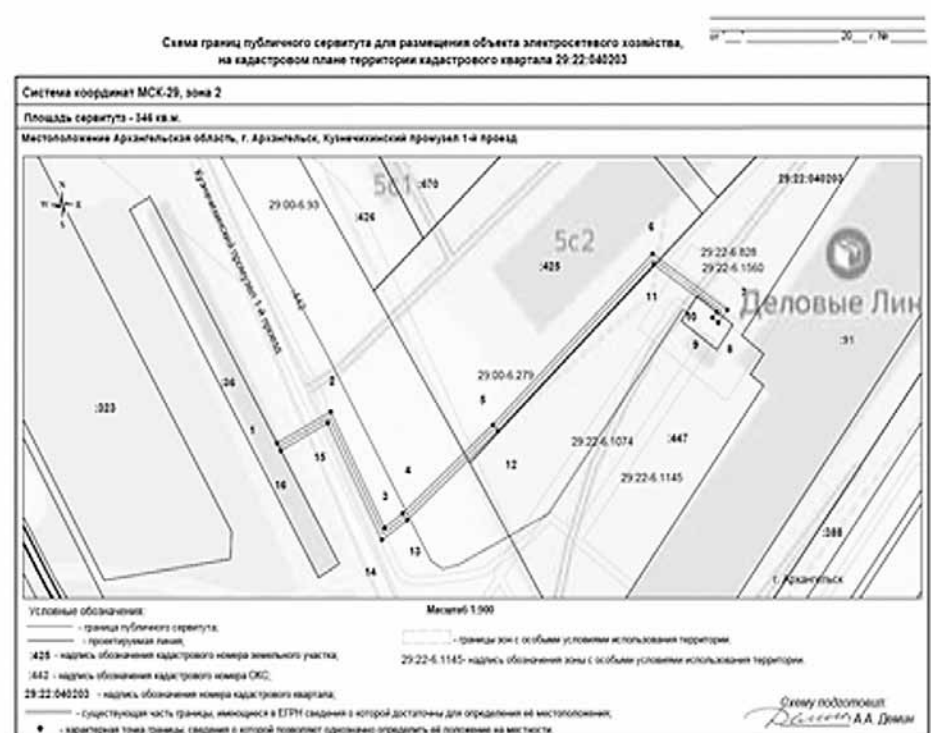 от "___" ____________ 20___ г. № ______
Схема границ публичного сервитута для размещения объекта электросетевого хозяйства,
на кадастровом плане территории кадастрового квартала 29:22:040203
Система координат МСК-29, зона 2
Площадь сервитута - 346 кв.м.
Местоположение Архангельская область, г. Архангельск, Кузнечихинский промузел 1-й проезд
N
W E
S
Кузнечихинский промузел 1-й проезд
29:00-6.93
5с1
:670
:426
29:22:040203
5с2
:425
6
29:22-6.828
29:22-6.1560
11
7
Деловые Лин
10
9
8
:91
:442
:36
:323
29:00-6.279
2
5
1
15
29:22-6.1074
:447
12
16
4
29:22-6.1145
3
13
14
:388
г. Архангельск
Условные обозначения:
Масштаб 1:900
- граница публичного сервитута;
- проектируемая линия;
- границы зон с особыми условиями использования территории.
:425 - надпись обозначения кадастрового номера земельного участка;
29:22-6.1145- надпись обозначения зоны с особыми условиями использования территории.
:442 - надпись обозначения кадастрового номера ОКС;
29:22:040203 - надпись обозначения номера кадастрового квартала;
- существующая часть границы, имеющиеся в ЕГРН сведения о которой достаточны для определения её местоположения;
- характерная точка границы, сведения о которой позволяют однозначно определить её положение на местности.
Схему подготовил:
А.А. Демин